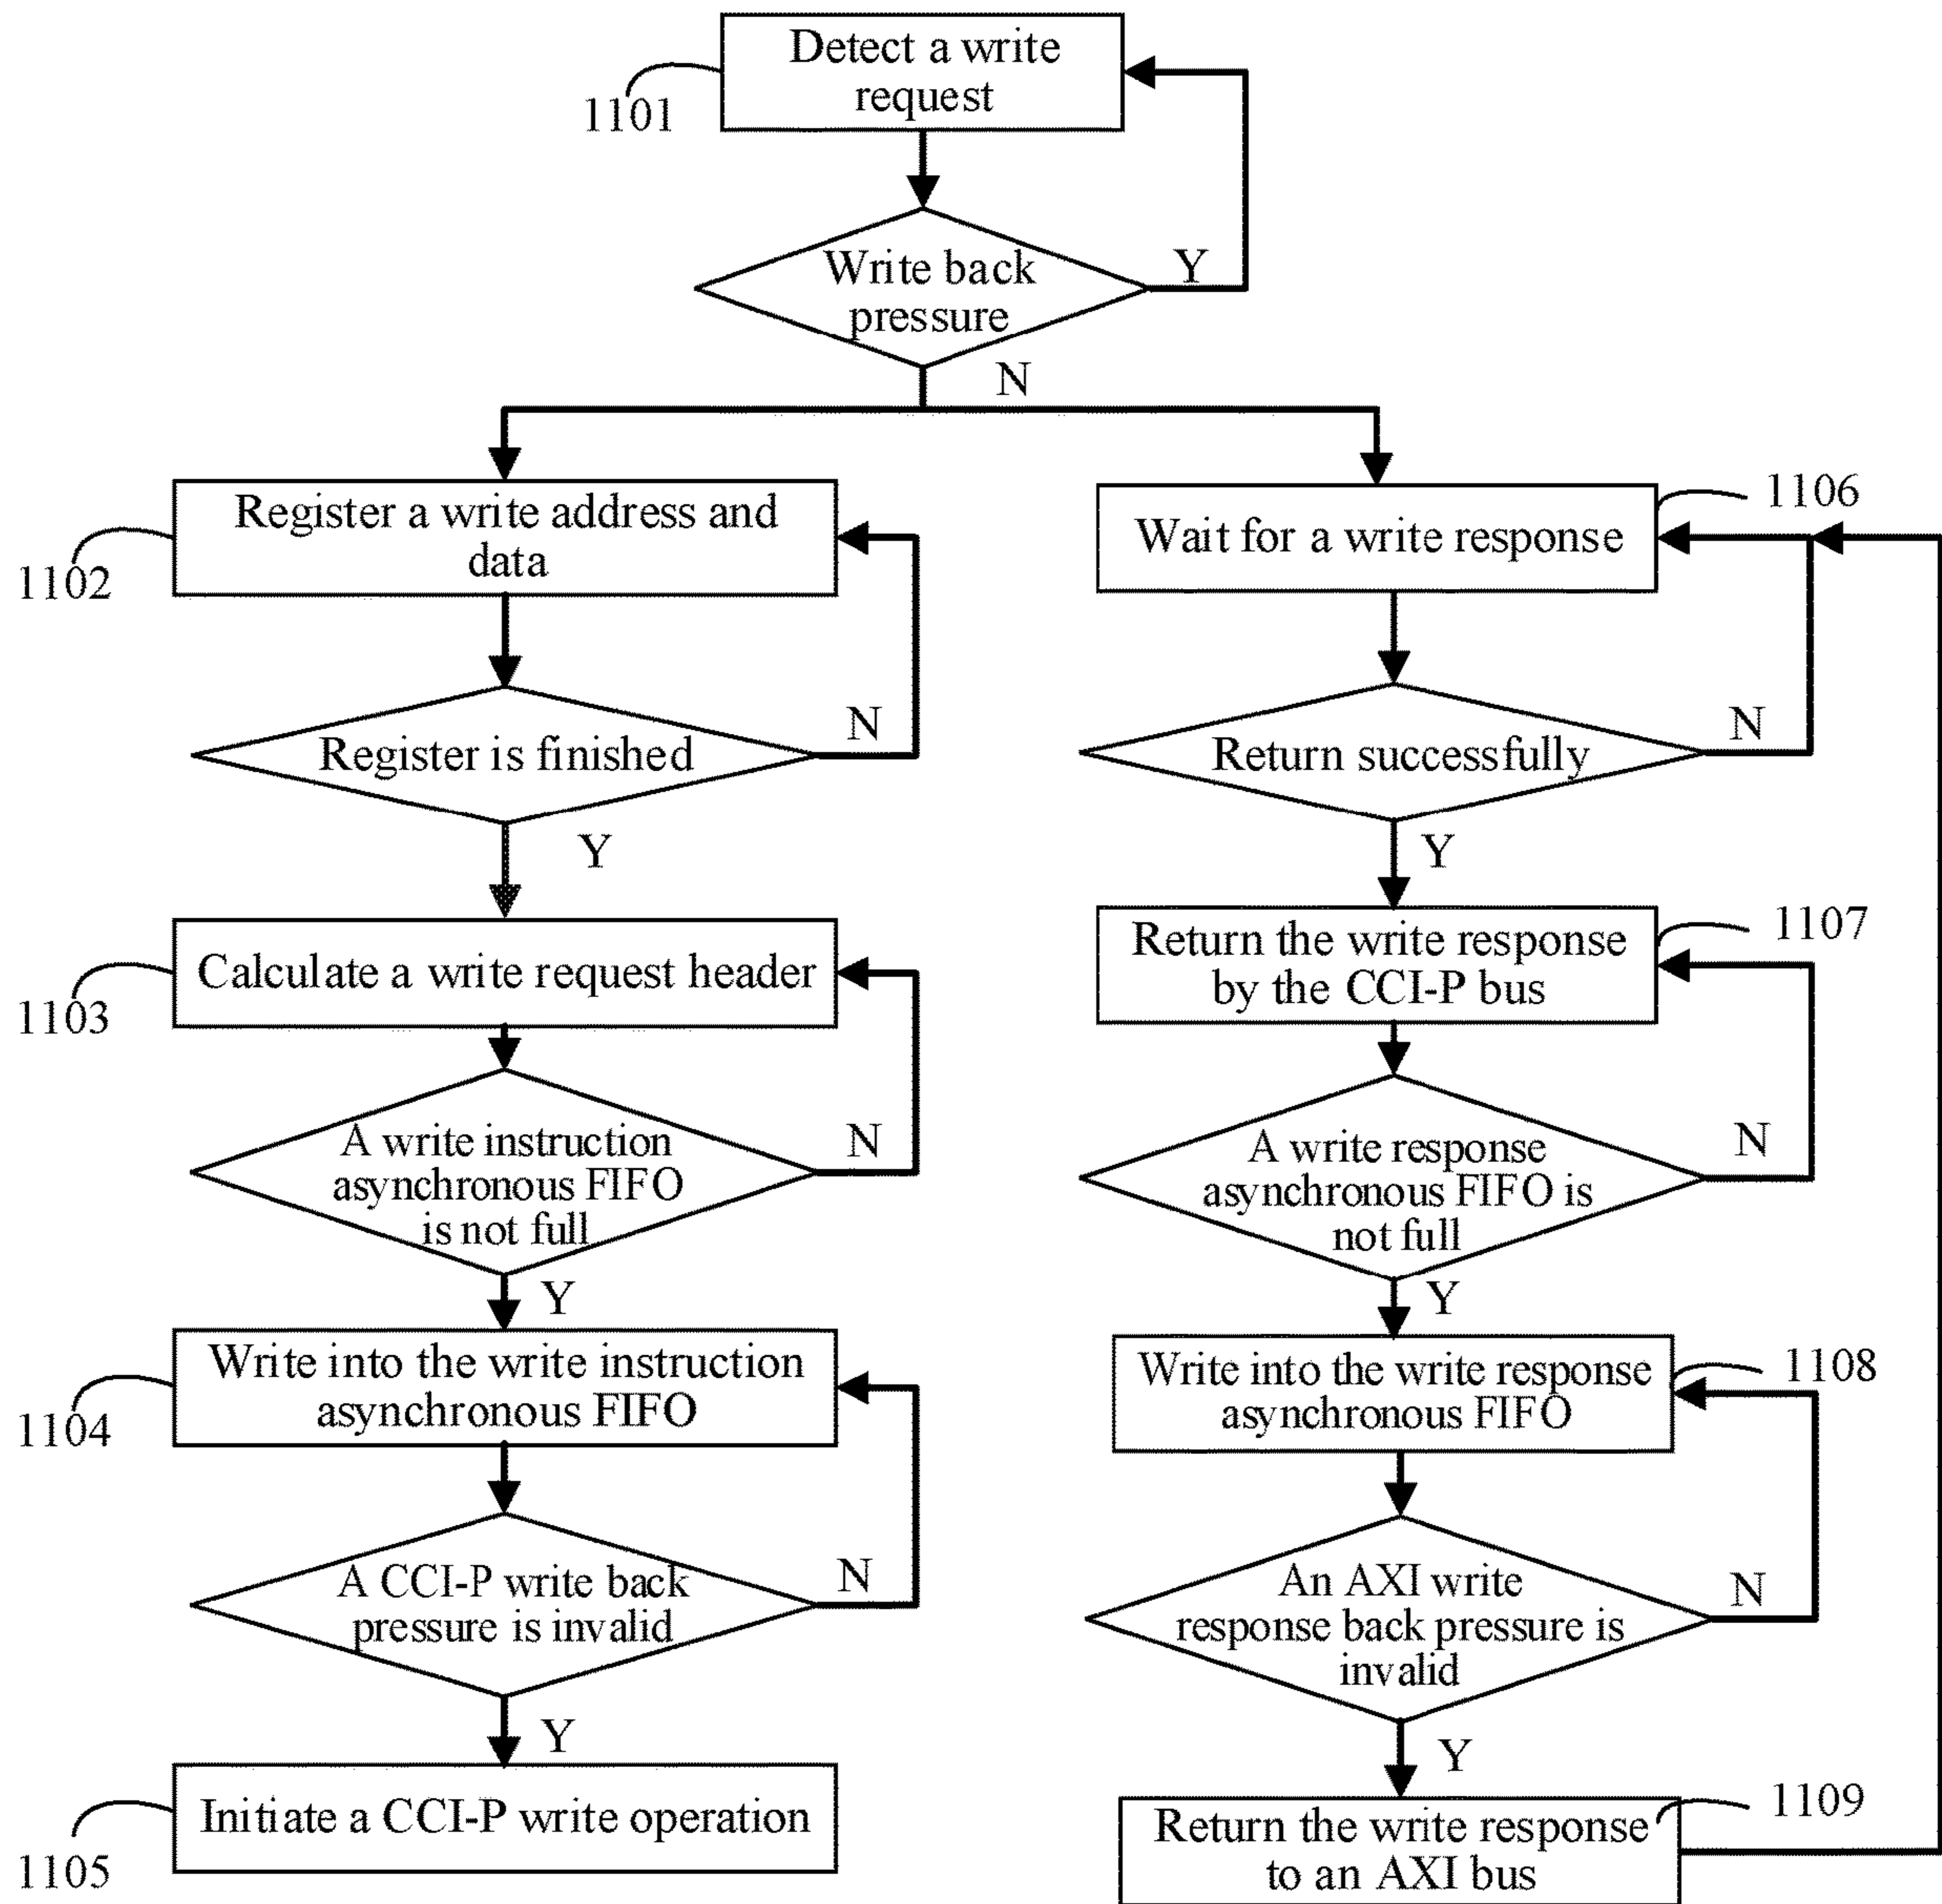 Detect a write
request
1101
Write back
pressure
Y
N
Register a write address and
data
1102
Register is finished
N
Y
Calculate a write request header
1103
A write instruction
asynchronous FIFO
is not full
N
Y
Write into the write instruction
asynchronous FIFO
1104
A CCI-P write back
pressure is invalid
N
Y
Initiate a CCI-P write operation
1105
1106
Wait for a write response
Return successfully
N
Y
1107
Return the write response
by the CCI-P bus
A write response
asynchronous FIFO is
not full
N
Y
1108
Write into the write response
asynchronous FIFO
An AXI write
response back pressure is
invalid
N
Y
1109
Return the write response
to an AXI bus